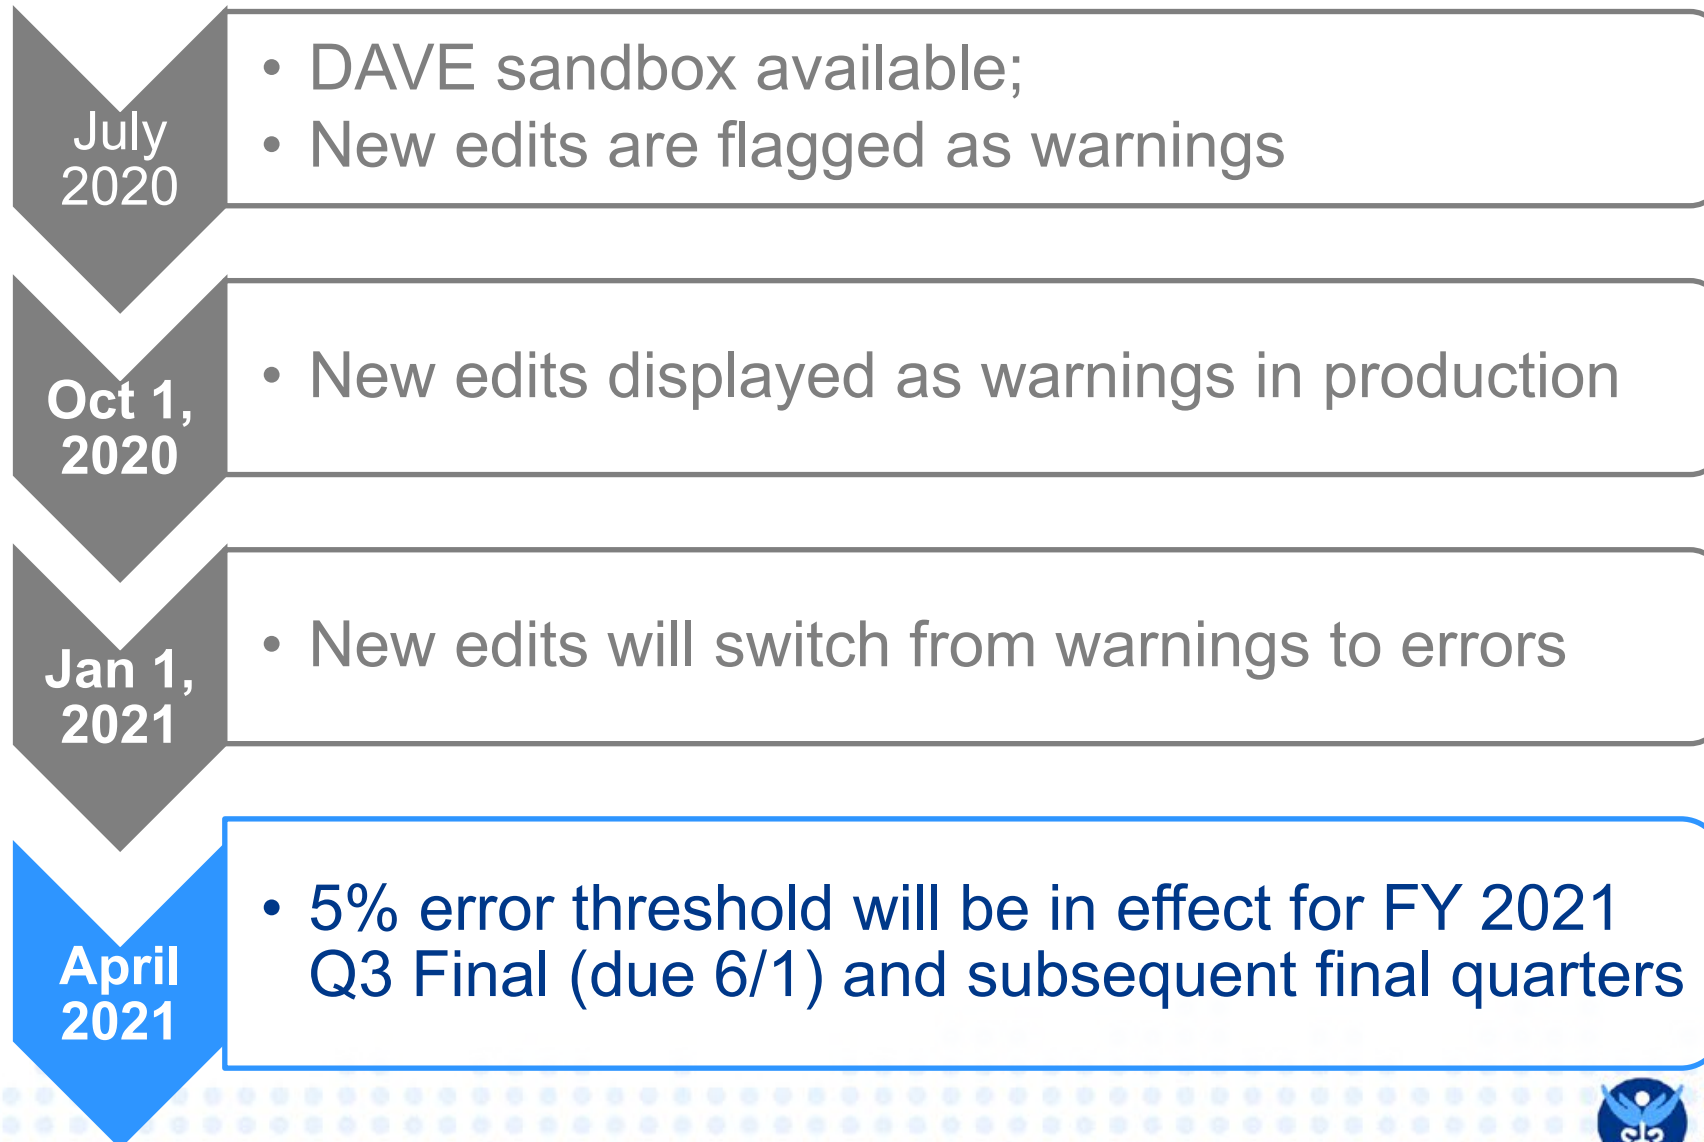 July
2020
• DAVE sandbox available;
• New edits are flagged as warnings
Oct 1,
2020
• New edits displayed as warnings in production
Jan 1,
2021
• New edits will switch from warnings to errors
April
2021
• 5% error threshold will be in effect for FY 2021
Q3 Final (due 6/1) and subsequent final quarters